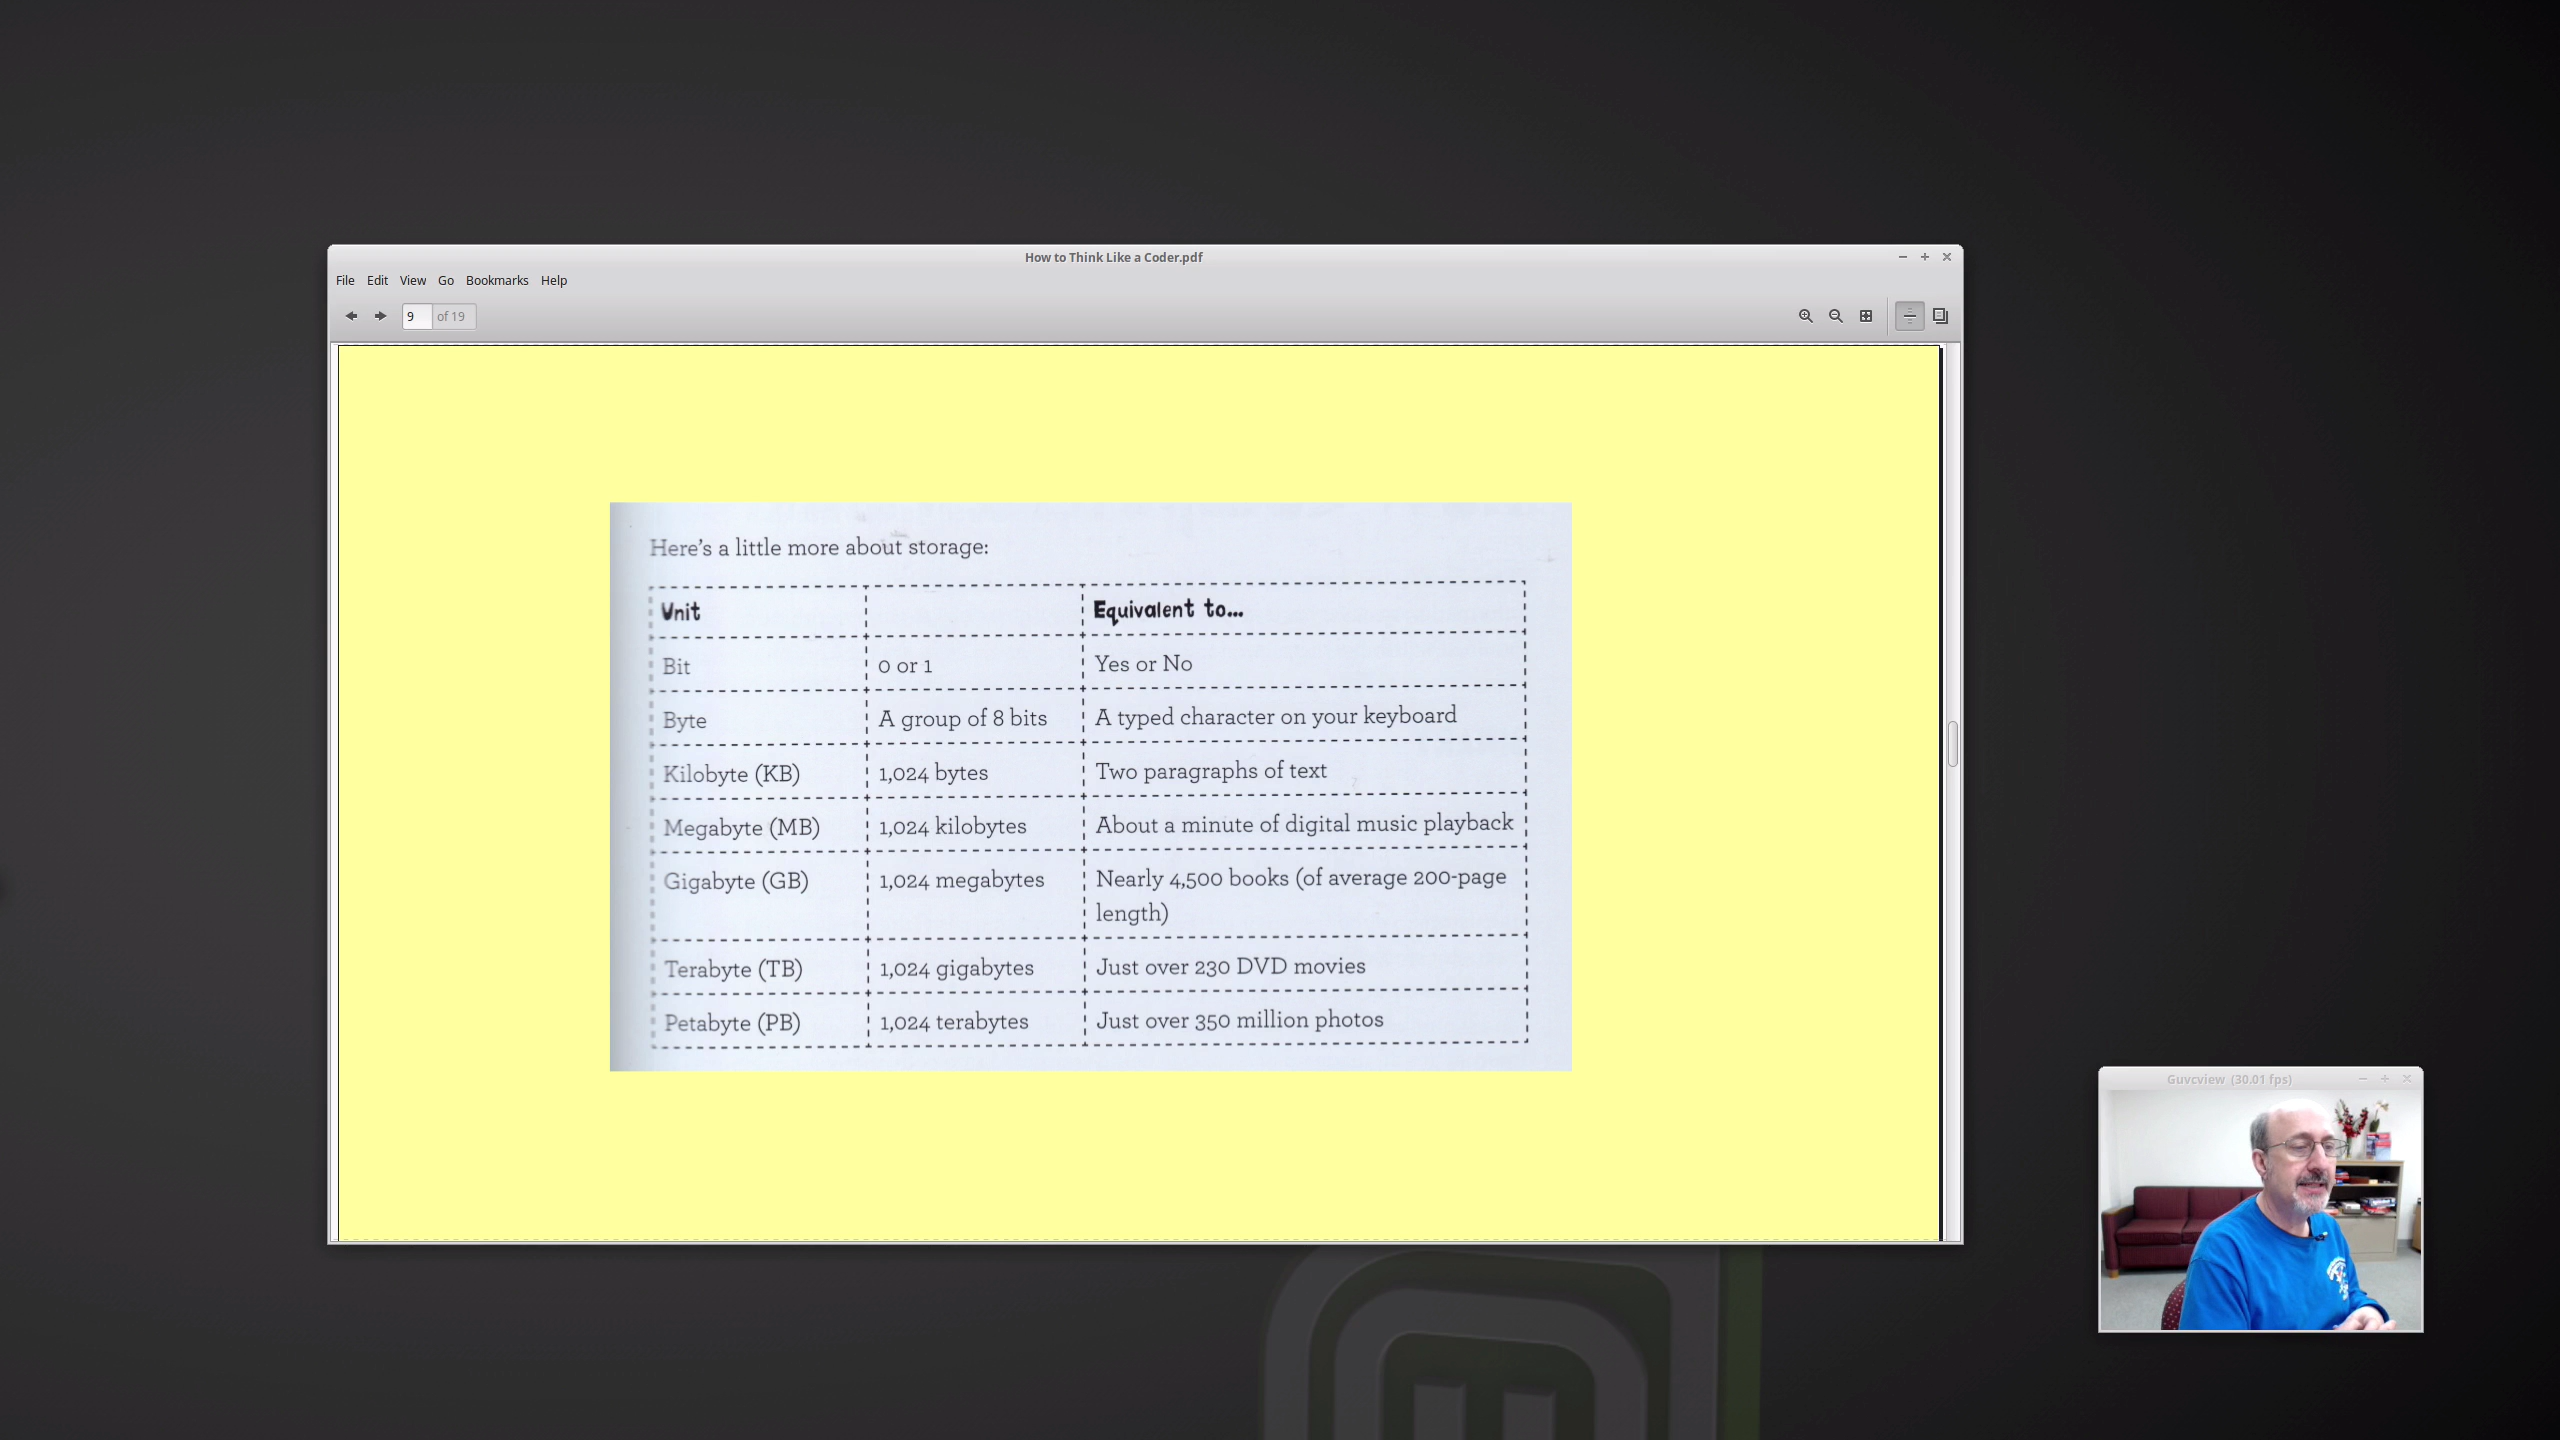 How to Think Like a Coder.pdf
File Edit View Go Bookmarks Help
9 of 19
Here's a little more about storage:
Unit Equivalent to...
Bit 0 or 1 Yes or No
Byte A group of 8 bits A typed character on your keyboard
Kilobyte (KB) 1,024 bytes Two paragraphs of text
Megabyte (MB) 1,024 kilobytes About a minute of digital music playback
Gigabyte (GB) 1,024 megabytes Nearly 4,500 books (of average 200-page
length)
Terabyte (TB) 1,024 gigabytes Just over 230 DVD movies
Petabyte (PB) 1,024 terabytes Just over 350 million photos
Guvcview (30.01 fps)